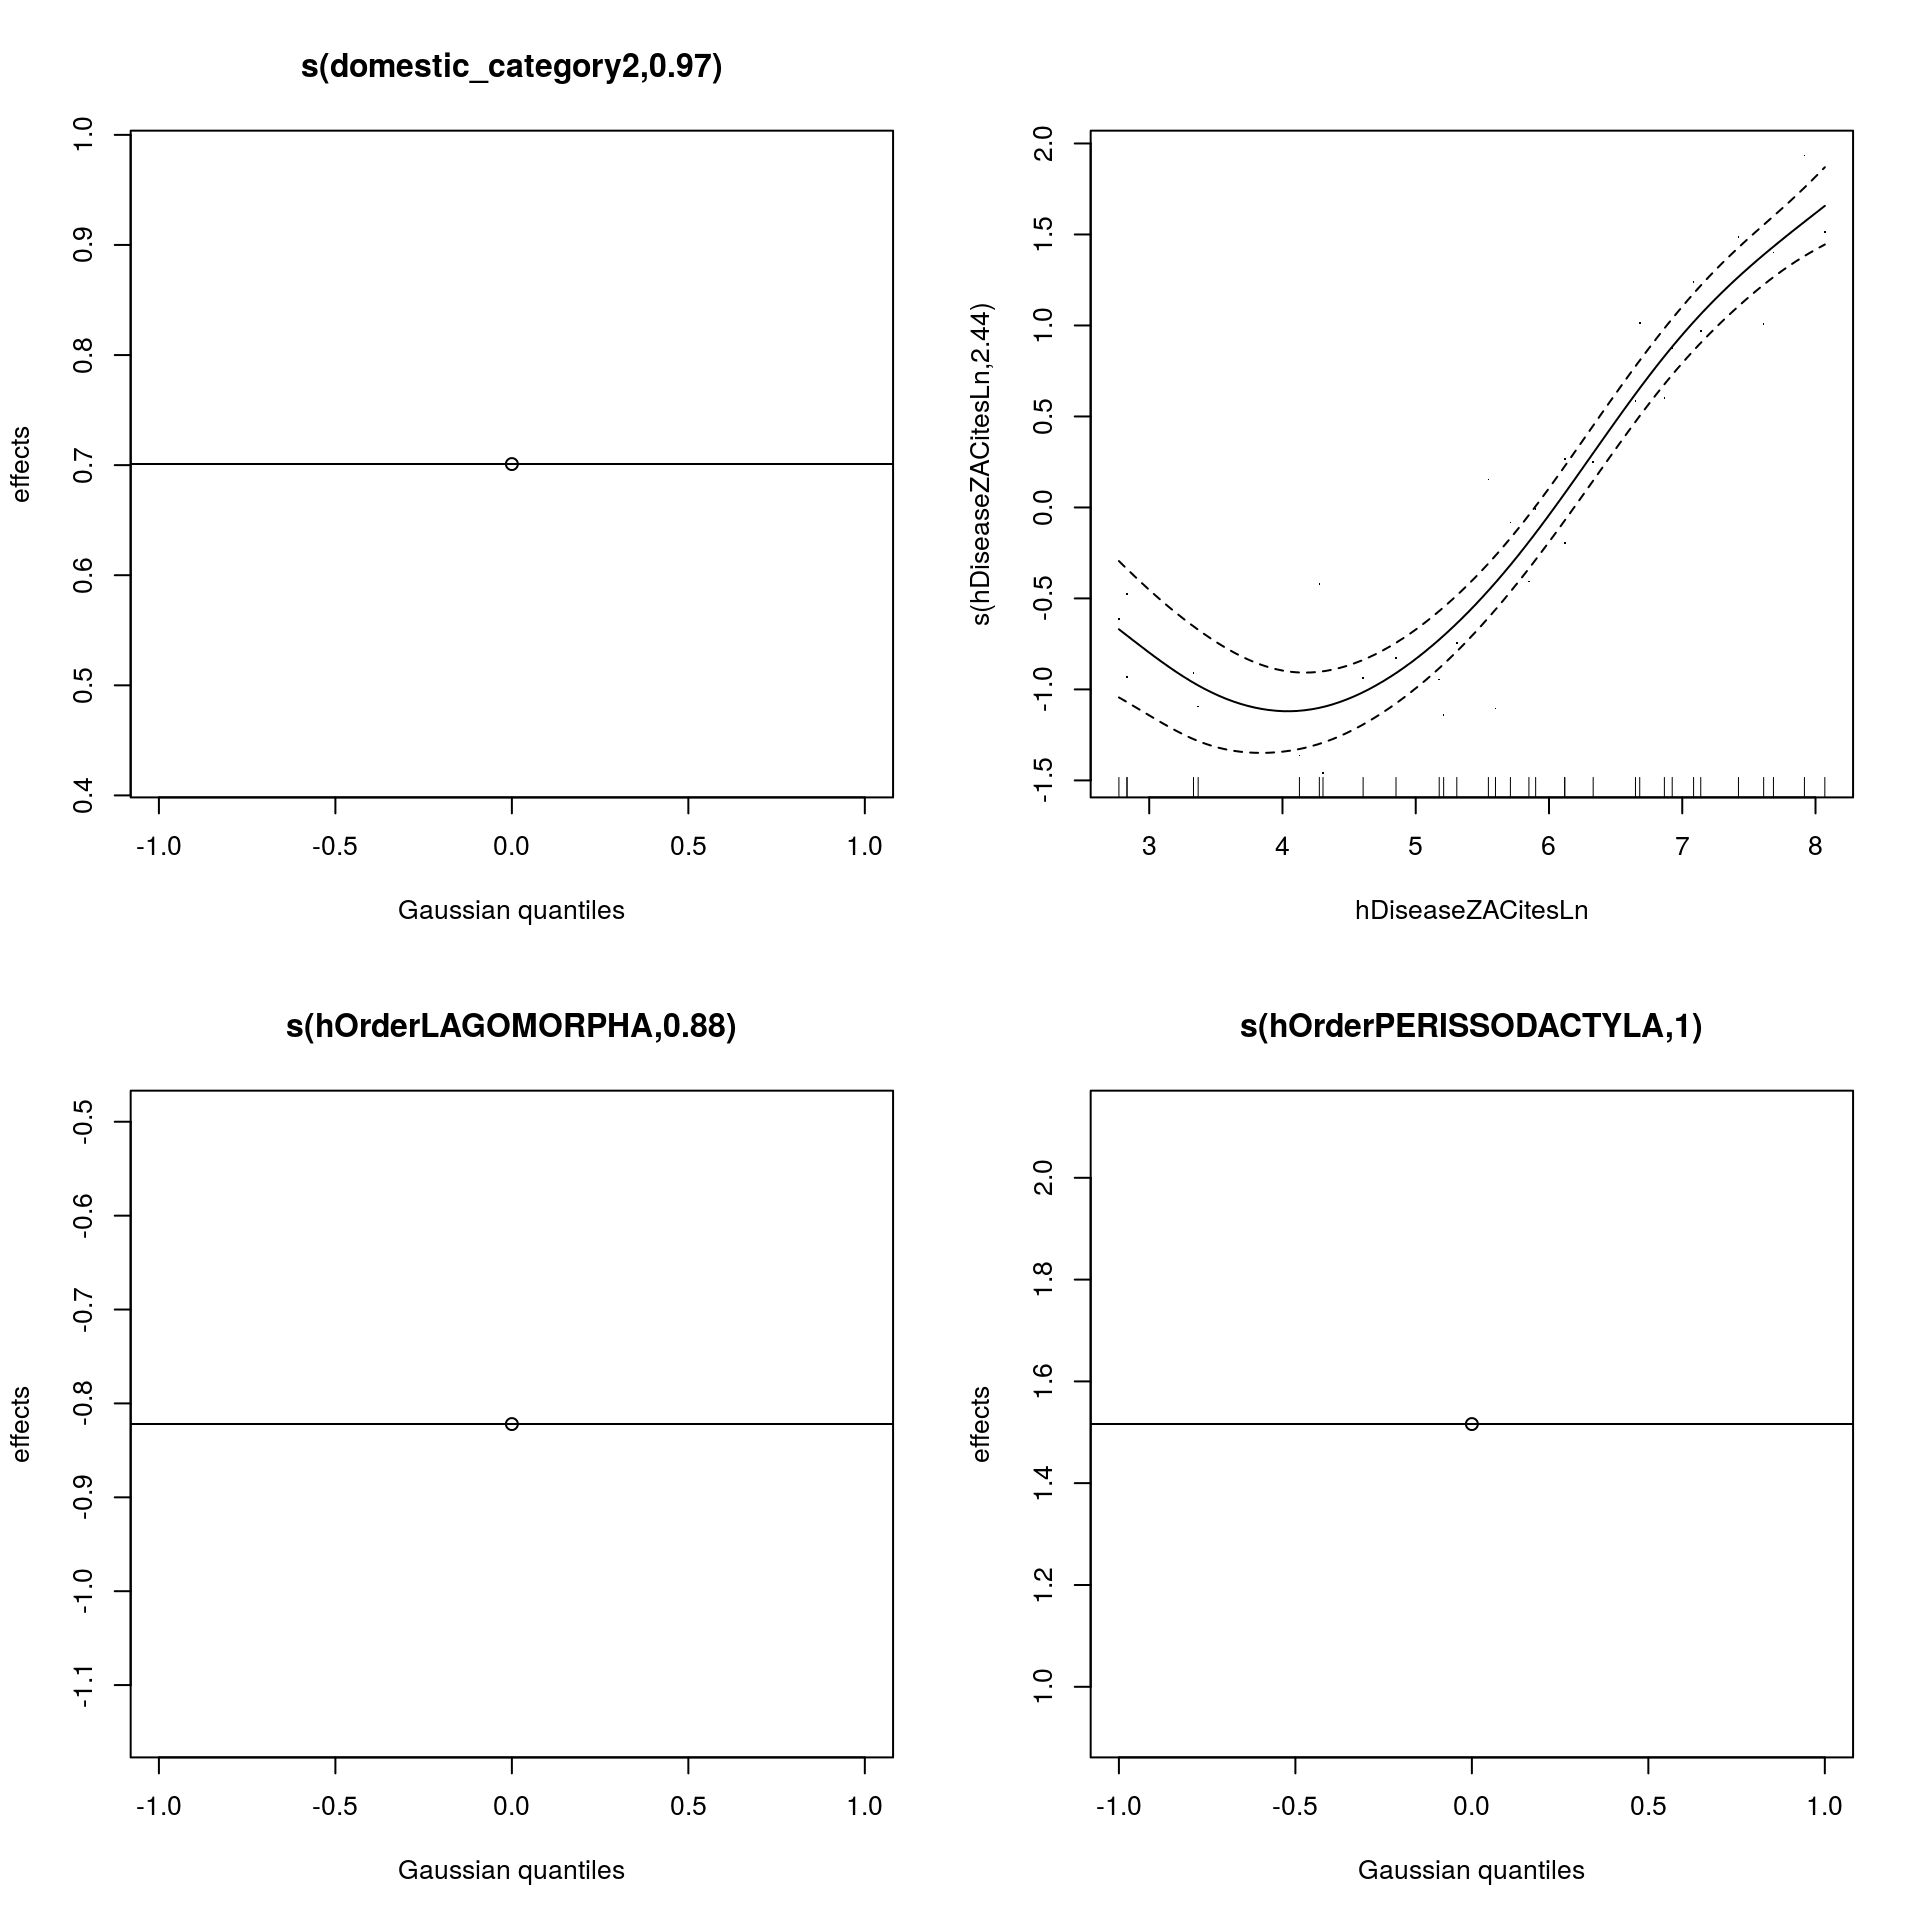 s(domestic_category2,0.97)
effects
1.0
0.9
0.8
0.7
0.6
0.5
0.4
-1.0 -0.5 0.0 0.5 1.0
Gaussian quantiles
s(hDiseaseZACitesLn,2.44)
2.0
1.5
1.0
0.5
0.0
-0.5
-1.0
-1.5
3 4 5 6 7 8
hDiseaseZACitesLn
s(hOrderLAGOMORPHA,0.88)
effects
-0.5
-0.6
-0.7
-0.8
-0.9
-1.0
-1.1
-1.0 -0.5 0.0 0.5 1.0
Gaussian quantiles
s(hOrderPERISSODACTYLA,1)
effects
2.0
1.8
1.6
1.4
1.2
1.0
-1.0 -0.5 0.0 0.5 1.0
Gaussian quantiles